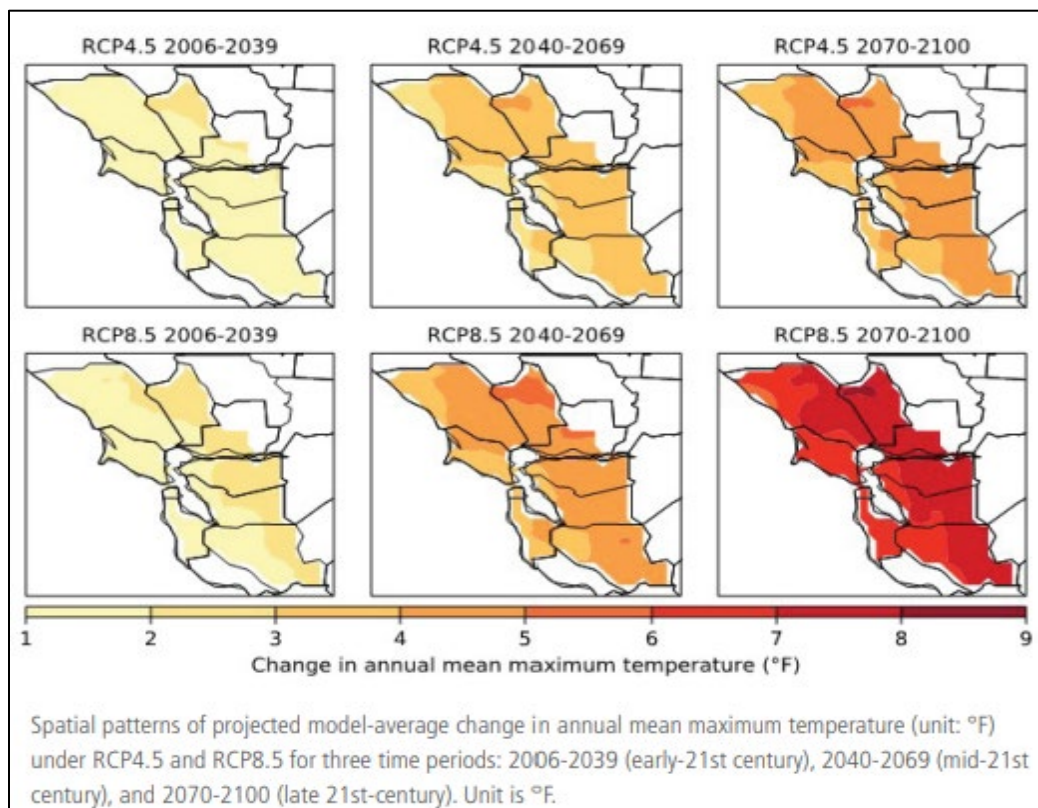 RCP4.5 2006-2039
RCP4.5 2040-2069
RCP4.5 2070-2100
RCP8.5 2006-2039
RCP8.5 2040-2069
RCP8.5 2070-2100
1 2 3 4 5 6 7 8 9
Change in annual mean maximum temperature (°F)
Spatial patterns of projected model-average change in annual mean maximum temperature (unit: °F)
under RCP4.5 and RCP8.5 for three time periods: 2006-2039 (early-21st century), 2040-2069 (mid-21st
century), and 2070-2100 (late 21st-century). Unit is °F.